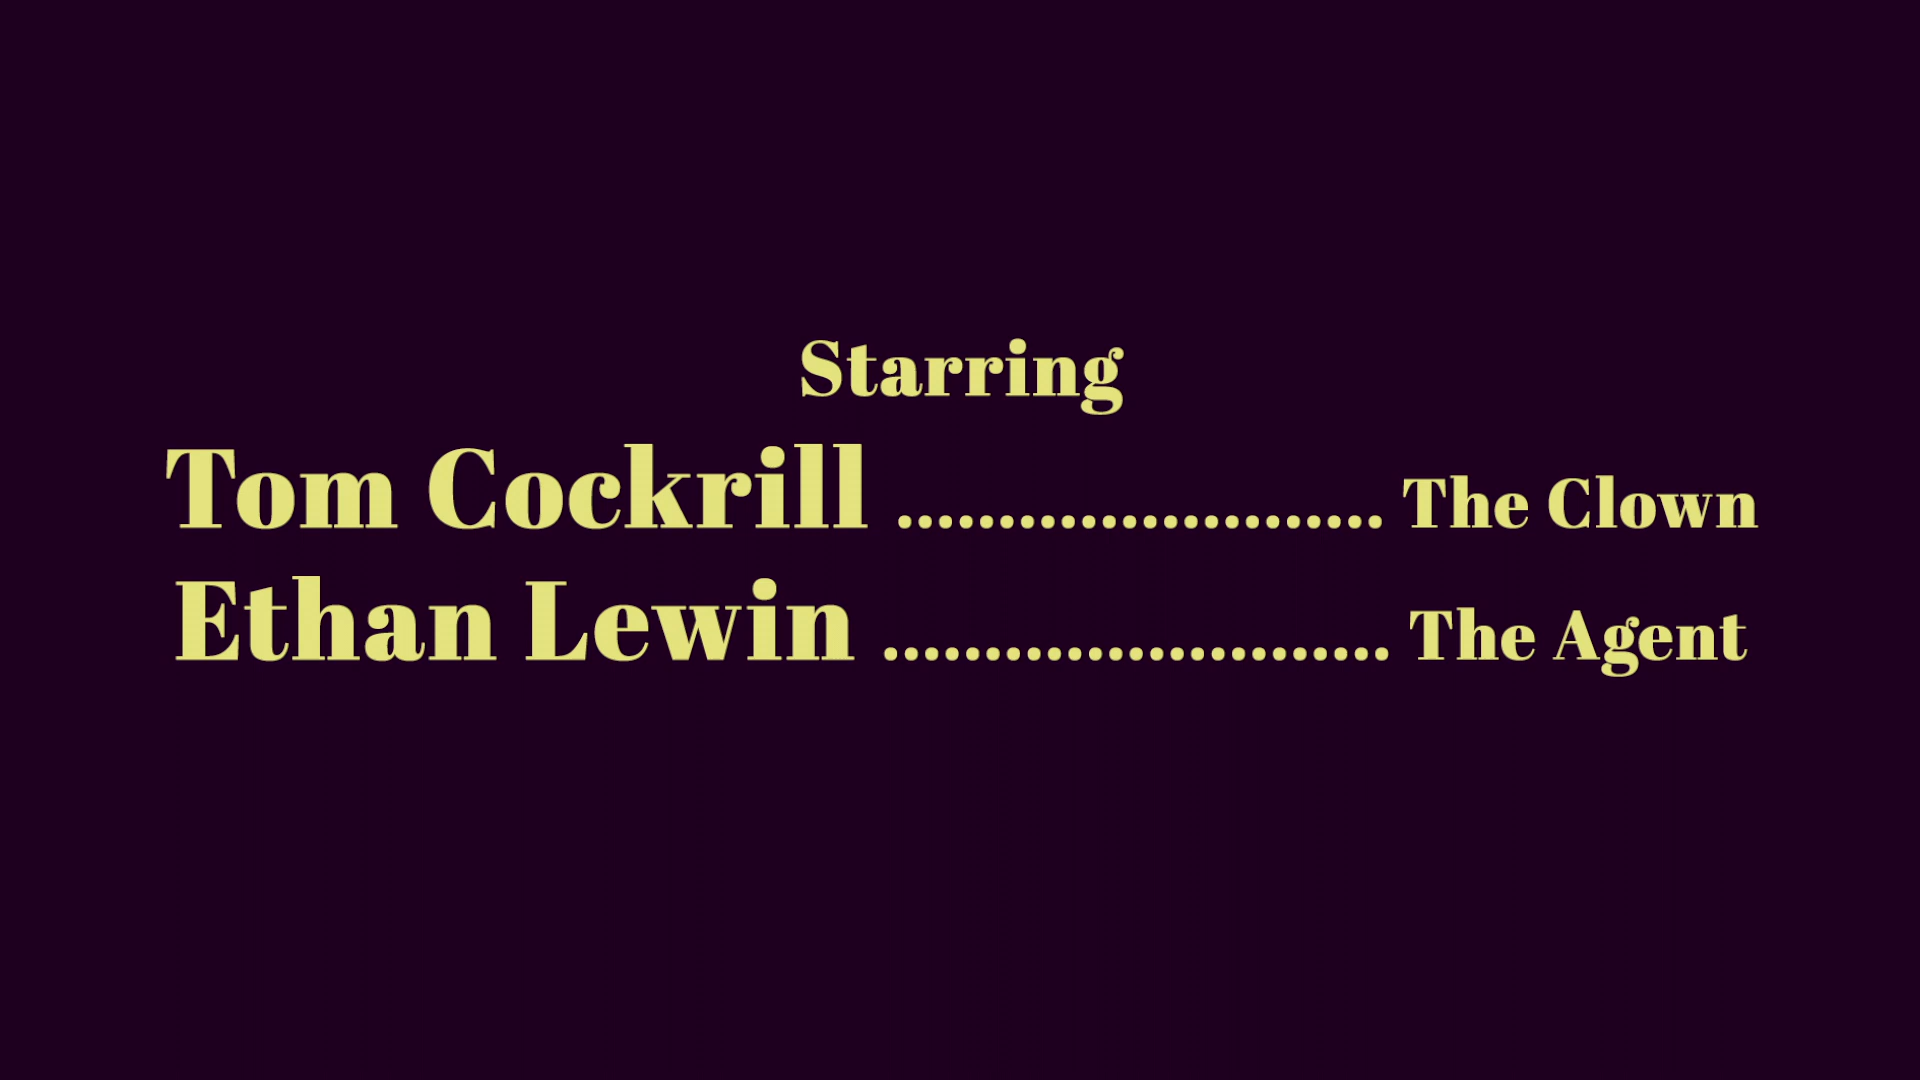 Starring
Tom Cockrill ........................ The Clown
Ethan Lewin ......................... The Agent